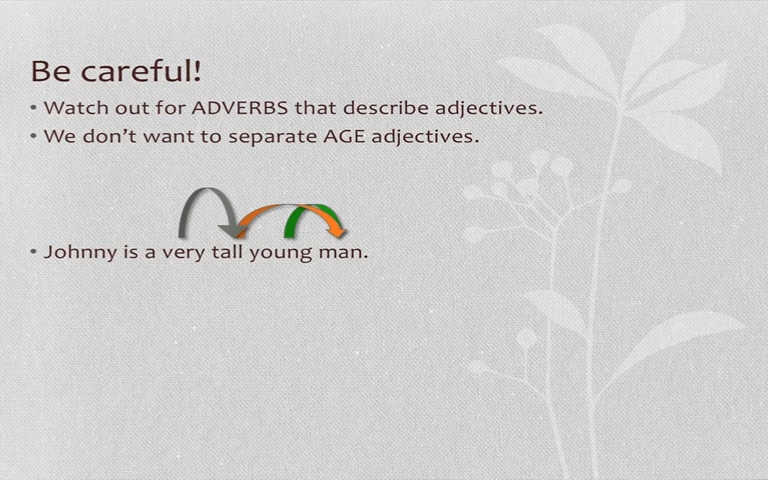 Be careful!
• Watch out for ADVERBS that describe adjectives.
• We don’t want to separate AGE adjectives.
• Johnny is a very tall young man.